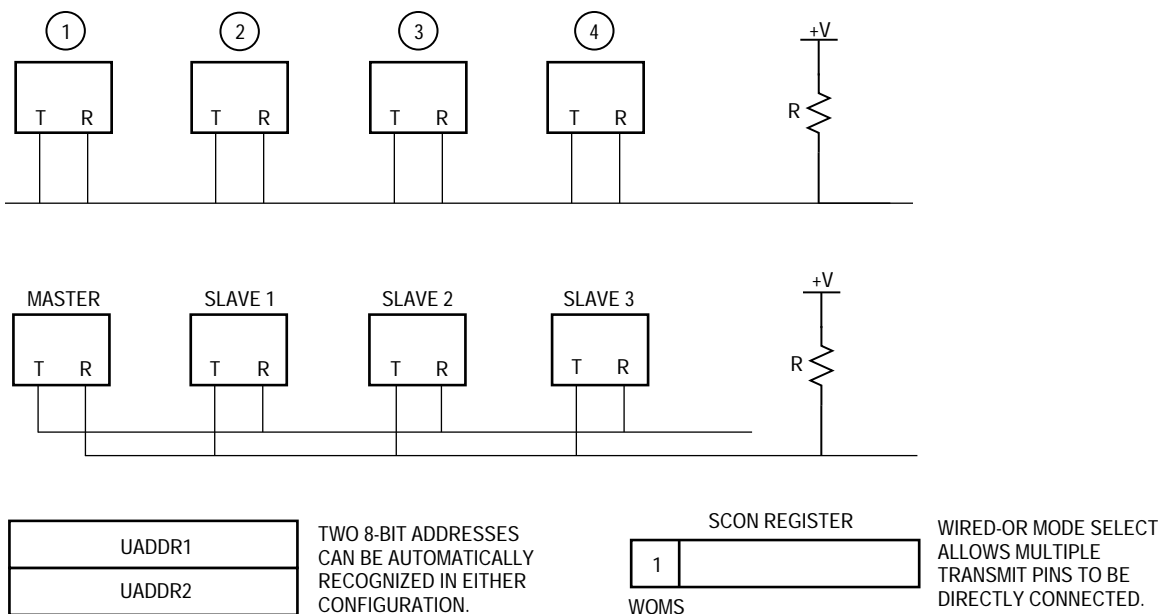 1 2 3 4 +V
T R T R T R T R R
MASTER SLAVE 1 SLAVE 2 SLAVE 3 +V
T R T R T R T R R
UADDR1
UADDR2
TWO 8-BIT ADDRESSES
CAN BE AUTOMATICALLY
RECOGNIZED IN EITHER
CONFIGURATION.
SCON REGISTER
1
WOMS
WIRED-OR MODE SELECT
ALLOWS MULTIPLE
TRANSMIT PINS TO BE
DIRECTLY CONNECTED.